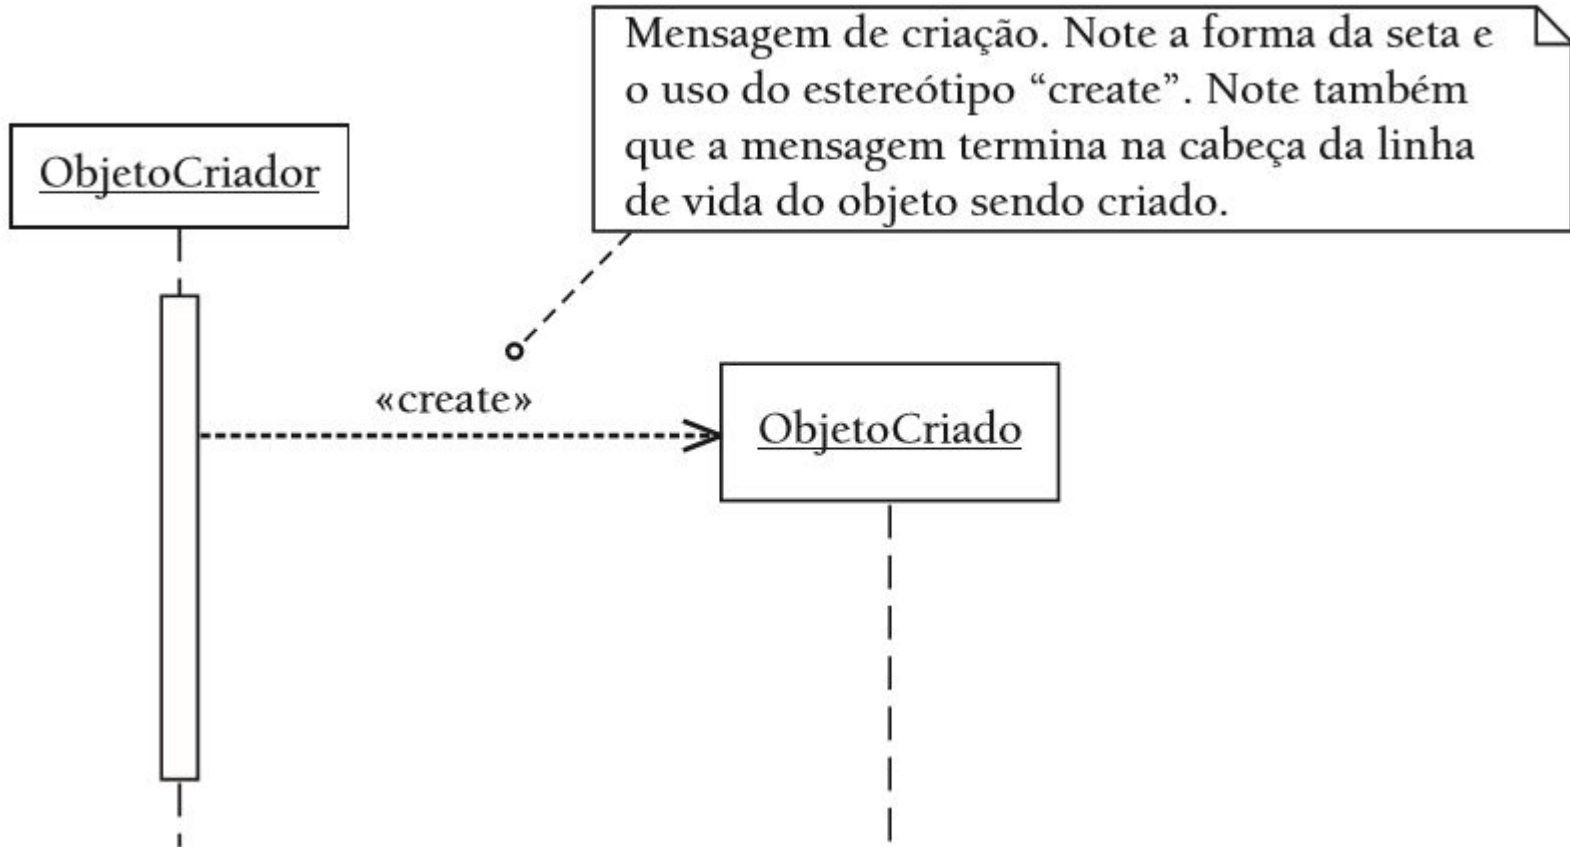 Mensagem de criação. Note a forma da seta e
o uso do estereótipo “create”. Note também
que a mensagem termina na cabeça da linha
de vida do objeto sendo criado.
ObjetoCriador
«create»
ObjetoCriado